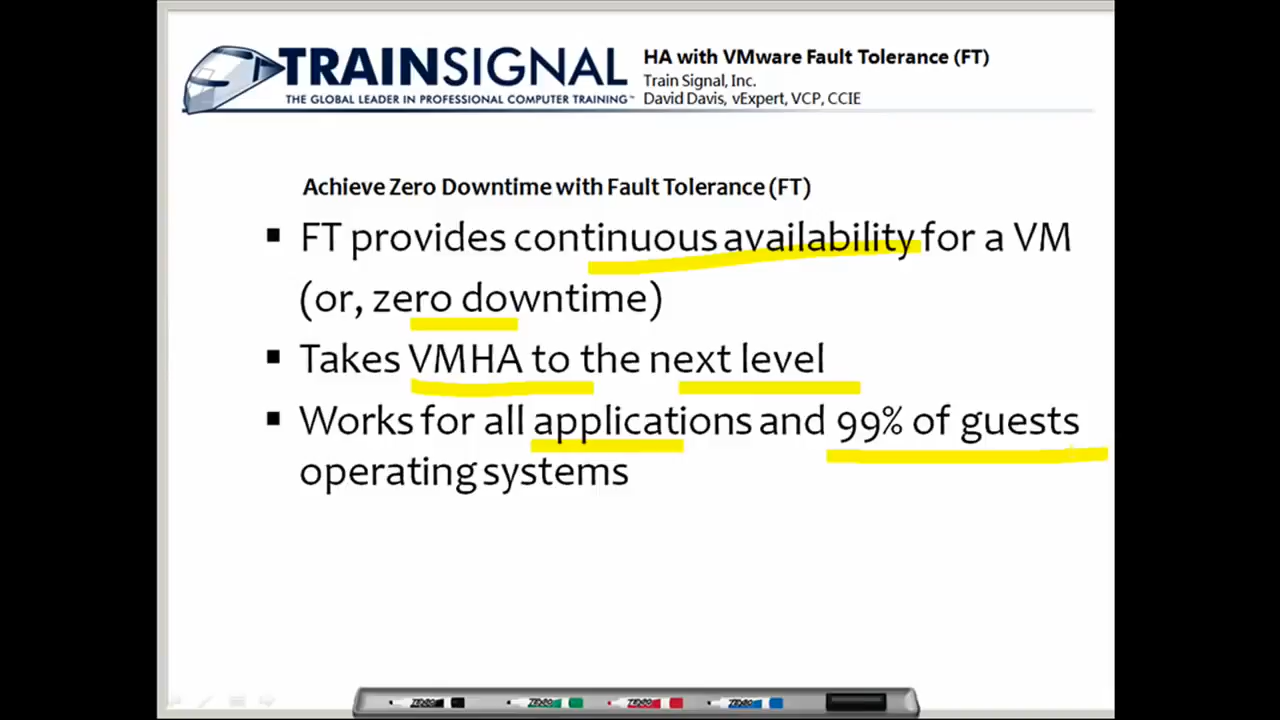 TRAINSIGNAL
THE GLOBAL LEADER IN PROFESSIONAL COMPUTER TRAINING™
HA with VMware Fault Tolerance (FT)
Train Signal, Inc.
David Davis, vExpert, VCP, CCIE
Achieve Zero Downtime with Fault Tolerance (FT)
▪ FT provides continuous availability for a VM
(or, zero downtime)
▪ Takes VMHA to the next level
▪ Works for all applications and 99% of guests
operating systems